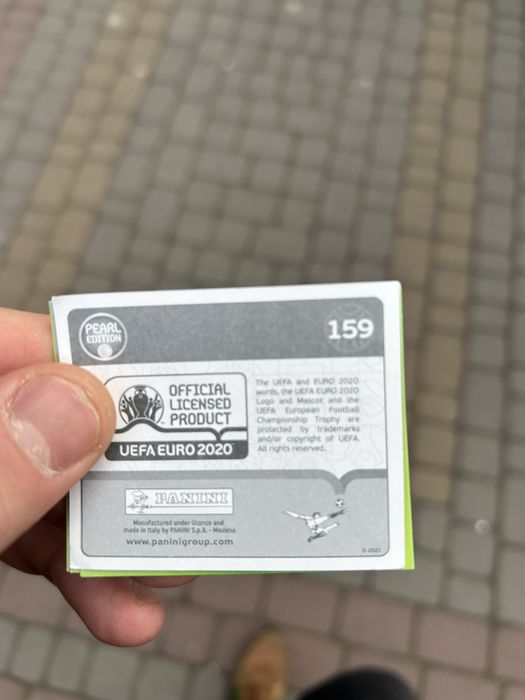 PEARL
EDITION
159
OFFICIAL
LICENSED
PRODUCT
UEFA EURO 2020
The UEFA and EURO 2020
words, the UEFA EURO 2020
Logo and Mascot and the
UEFA European Football
Championship Trophy are
protected by trademarks
and/or copyright of UEFA.
All rights reserved.
PANINI
Manufactured under licence and
made in Italy by PANINI S.p.A. - Modena
www.paninigroup.com
© 2021